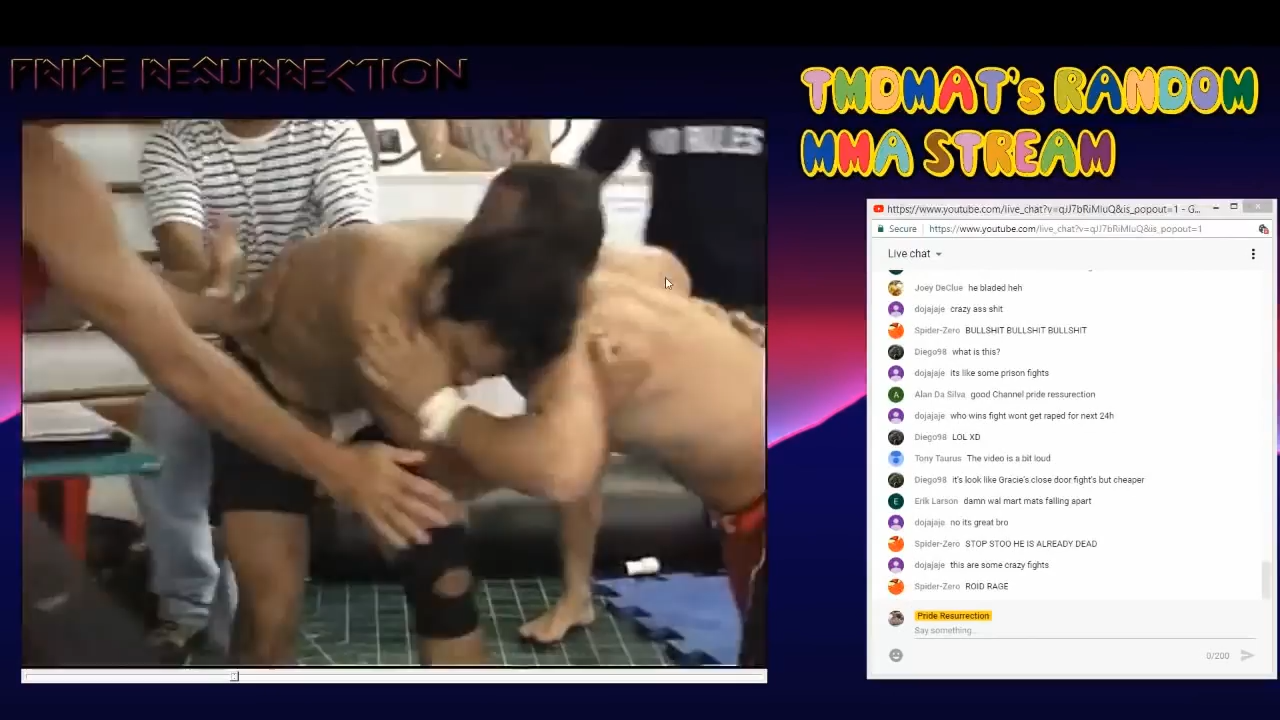 PRIDE RESURRECTION
TMDMAT's RANDOM
MMA STREAM
RULES
https://www.youtube.com/live_chat?v=qJJ7bRiMluQ&is_popout=1 - G...
Secure https://www.youtube.com/live_chat?v=qJJ7bRiMluQ&is_popout=1
Live chat
Joey DeClue he bladed heh
dojajaje crazy ass shit
Spider-Zero BULLSHIT BULLSHIT BULLSHIT
Diego98 what is this?
dojajaje its like some prison fights
A Alan Da Silva good Channel pride ressurection
dojajaje who wins fight wont get raped for next 24h
Diego98 LOL XD
Tony Taurus The video is a bit loud
Diego98 it's look like Gracie's close door fight's but cheaper
E Erik Larson damn wal mart mats falling apart
dojajaje no its great bro
Spider-Zero STOP STOO HE IS ALREADY DEAD
dojajaje this are some crazy fights
Spider-Zero ROID RAGE
Pride Resurrection
Say something...
0/200